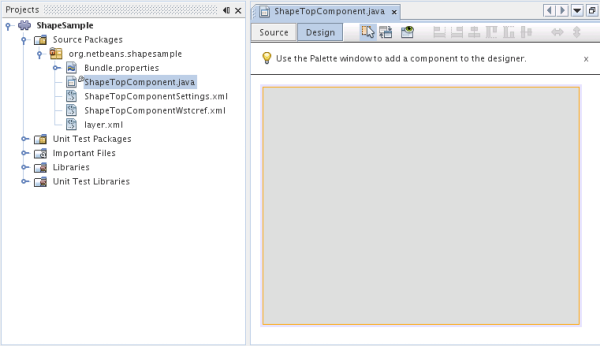 Projects
ShapeSample
Source Packages
org.netbeans.shapesample
Bundle.properties
ShapeTopComponent.java
ShapeTopComponentSettings.xml
ShapeTopComponentWstcref.xml
layer.xml
Unit Test Packages
Important Files
Libraries
Unit Test Libraries
ShapeTopComponent.java x
Source Design
Use the Palette window to add a component to the designer. x